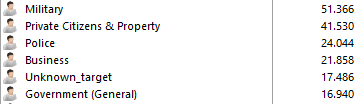 Military 51.366
Private Citizens & Property 41.530
Police 24.044
Business 21.858
Unknown_target 17.486
Government (General) 16.940